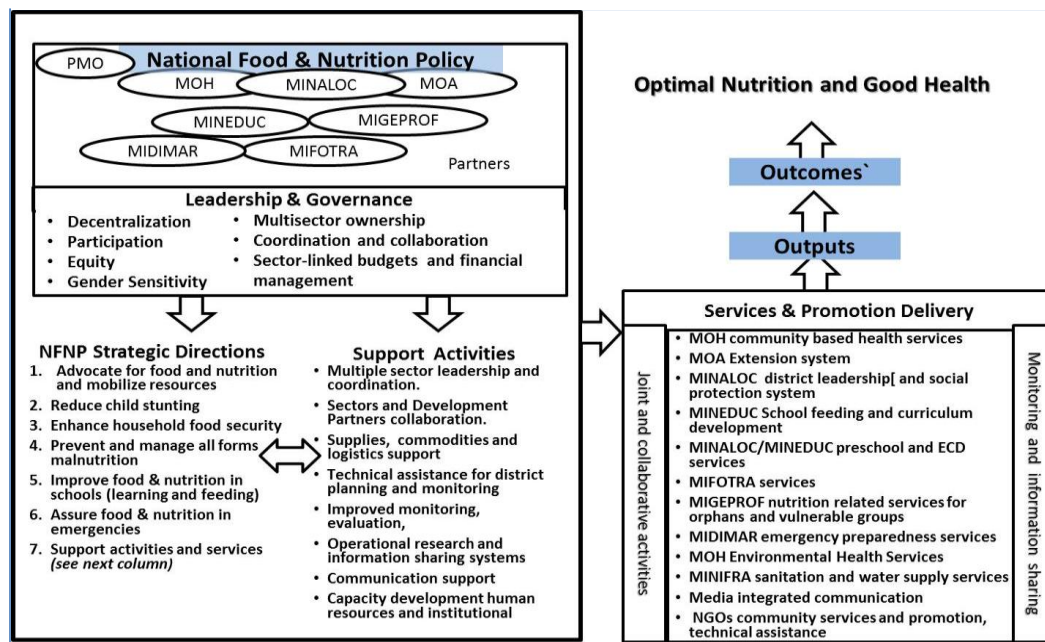 PMO
National Food & Nutrition Policy
MOH
MINALOC
MOA
MINEDUC
MIGEPROF
MIDIMAR
MIFOTRA
Partners
Leadership & Governance
• Decentralization
• Participation
• Equity
• Gender Sensitivity
• Multisector ownership
• Coordination and collaboration
• Sector-linked budgets and financial
management
NFNP Strategic Directions
1. Advocate for food and nutrition
and mobilize resources
2. Reduce child stunting
3. Enhance household food security
4. Prevent and manage all forms
malnutrition
5. Improve food & nutrition in
schools (learning and feeding)
6. Assure food & nutrition in
emergencies
7. Support activities and services
(see next column)
Support Activities
• Multiple sector leadership and
coordination.
• Sectors and Development
Partners collaboration.
• Supplies, commodities and
logistics support
• Technical assistance for district
planning and monitoring
• Improved monitoring,
evaluation,
• Operational research and
information sharing systems
• Communication support
• Capacity development human
resources and institutional
Optimal Nutrition and Good Health
Outcomes`
Outputs
Services & Promotion Delivery
Joint and collaborative
activities
• MOH community based health services
• MOA Extension system
• MINALOC district leadership[ and social
protection system
• MINEDUC School feeding and curriculum
development
• MINALOC/MINEDUC preschool and ECD
services
• MIFOTRA services
• MIGEPROF nutrition related services for
orphans and vulnerable groups
• MIDIMAR emergency preparedness services
• MOH Environmental Health Services
• MINIFRA sanitation and water supply services
• Media integrated communication
• NGOs community services and promotion,
technical assistance
Monitoring and information sharing